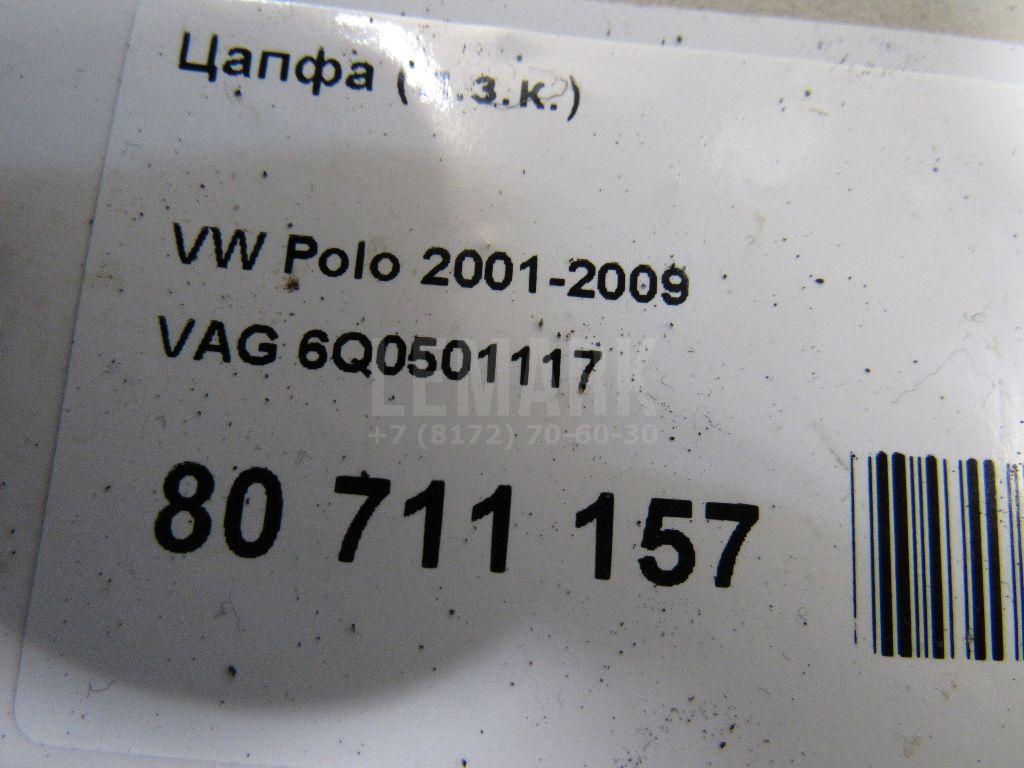 Цапфа
VW Polo 2001-2009
VAG 6Q0501117
LEMARK
+7 (8172) 70-60-30
80 711 157